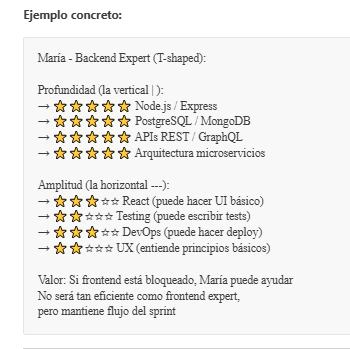 Ejemplo concreto:
María - Backend Expert (T-shaped):
Profundidad (la vertical | ):
→ ⭐⭐⭐⭐⭐ Node.js / Express
→ ⭐⭐⭐⭐⭐ PostgreSQL / MongoDB
→ ⭐⭐⭐⭐⭐ APIs REST / GraphQL
→ ⭐⭐⭐⭐⭐ Arquitectura microservicios
Amplitud (la horizontal ---):
→ ⭐⭐⭐☆☆ React (puede hacer UI básico)
→ ⭐⭐☆☆☆ Testing (puede escribir tests)
→ ⭐⭐⭐☆☆ DevOps (puede hacer deploy)
→ ⭐⭐☆☆☆ UX (entiende principios básicos)
Valor: Si frontend está bloqueado, María puede ayudar
No será tan eficiente como frontend expert,
pero mantiene flujo del sprint